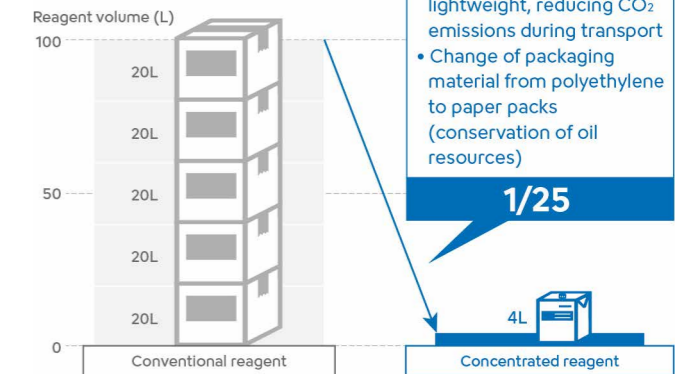 lightweight, reducing CO₂
emissions during transport
• Change of packaging
material from polyethylene
to paper packs
(conservation of oil
resources)
1/25
Reagent volume (L)
100
20L
20L
50
20L
20L
20L
0
Conventional reagent
4L
Concentrated reagent